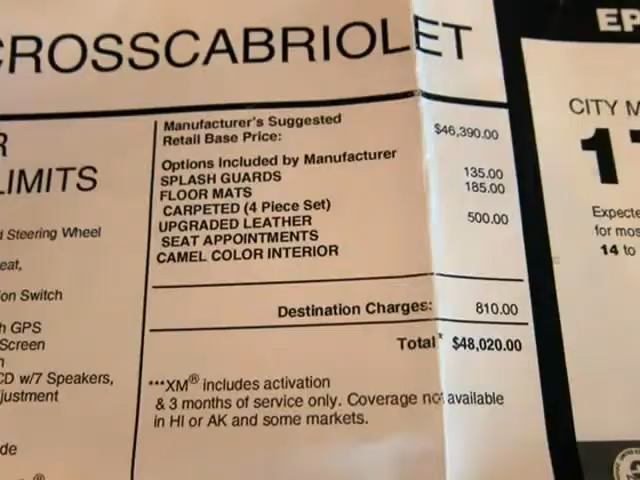 CROSSCABRIOLET
R
LIMITS
Steering Wheel
eat,
on Switch
GPS
Screen
CD w/7 Speakers,
justment
de
Manufacturer's Suggested
Retail Base Price: $46,390.00
Options Included by Manufacturer
SPLASH GUARDS 135.00
FLOOR MATS 185.00
CARPETED (4 Piece Set)
UPGRADED LEATHER 500.00
SEAT APPOINTMENTS
CAMEL COLOR INTERIOR
Destination Charges: 810.00
Total* $48,020.00
***XM® includes activation
& 3 months of service only. Coverage not available
in HI or AK and some markets.
EP
CITY M
1
Expecte
for mos
14 to